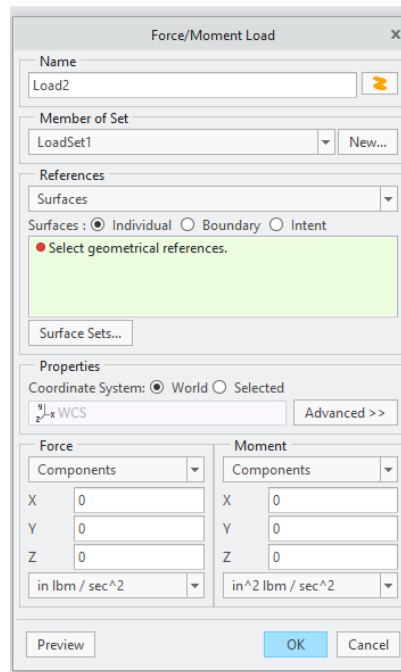 Force/Moment Load x
Name
Load2
Member of Set
LoadSet1 New...
References
Surfaces
Surfaces : Individual Boundary Intent
Select geometrical references.
Surface Sets...
Properties
Coordinate System: World Selected
y z x WCS Advanced >>
Force Moment
Components Components
X 0 X 0
Y 0 Y 0
Z 0 Z 0
in lbm / sec^2 in^2 lbm / sec^2
Preview OK Cancel